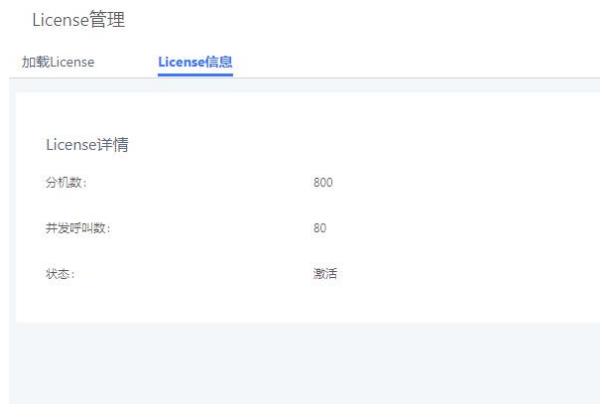 License管理
加载License License信息
License详情
分机数： 800
并发呼叫数： 80
状态： 激活